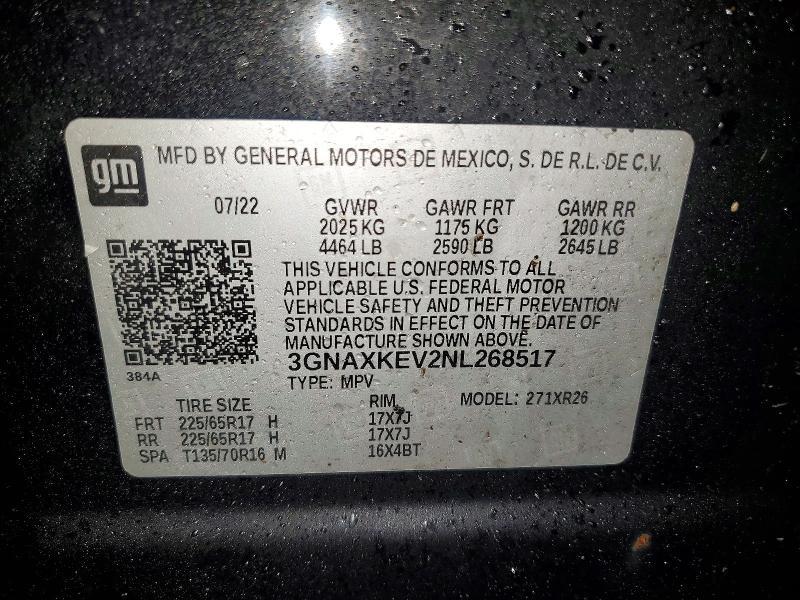 gm
MFD BY GENERAL MOTORS DE MEXICO, S. DE R.L. DE C.V.
07/22 GVWR GAWR FRT GAWR RR
2025 KG 1175 KG 1200 KG
4464 LB 2590 LB 2645 LB
THIS VEHICLE CONFORMS TO ALL
APPLICABLE U.S. FEDERAL MOTOR
VEHICLE SAFETY AND THEFT PREVENTION
STANDARDS IN EFFECT ON THE DATE OF
MANUFACTURE SHOWN ABOVE.
3GNAXKEV2NL268517
384A
TYPE: MPV
TIRE SIZE RIM MODEL: 271XR26
FRT 225/65R17 H 17X7J
RR 225/65R17 H 17X7J
SPA T135/70R16 M 16X4BT